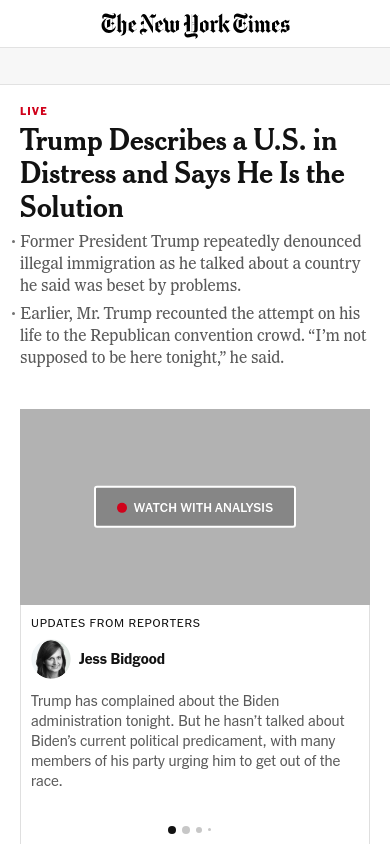 The New York Times
LIVE
Trump Describes a U.S. in
Distress and Says He Is the
Solution
· Former President Trump repeatedly denounced
illegal immigration as he talked about a country
he said was beset by problems.
· Earlier, Mr. Trump recounted the attempt on his
life to the Republican convention crowd. “I’m not
supposed to be here tonight,” he said.
WATCH WITH ANALYSIS
UPDATES FROM REPORTERS
Jess Bidgood
Trump has complained about the Biden
administration tonight. But he hasn’t talked about
Biden’s current political predicament, with many
members of his party urging him to get out of the
race.